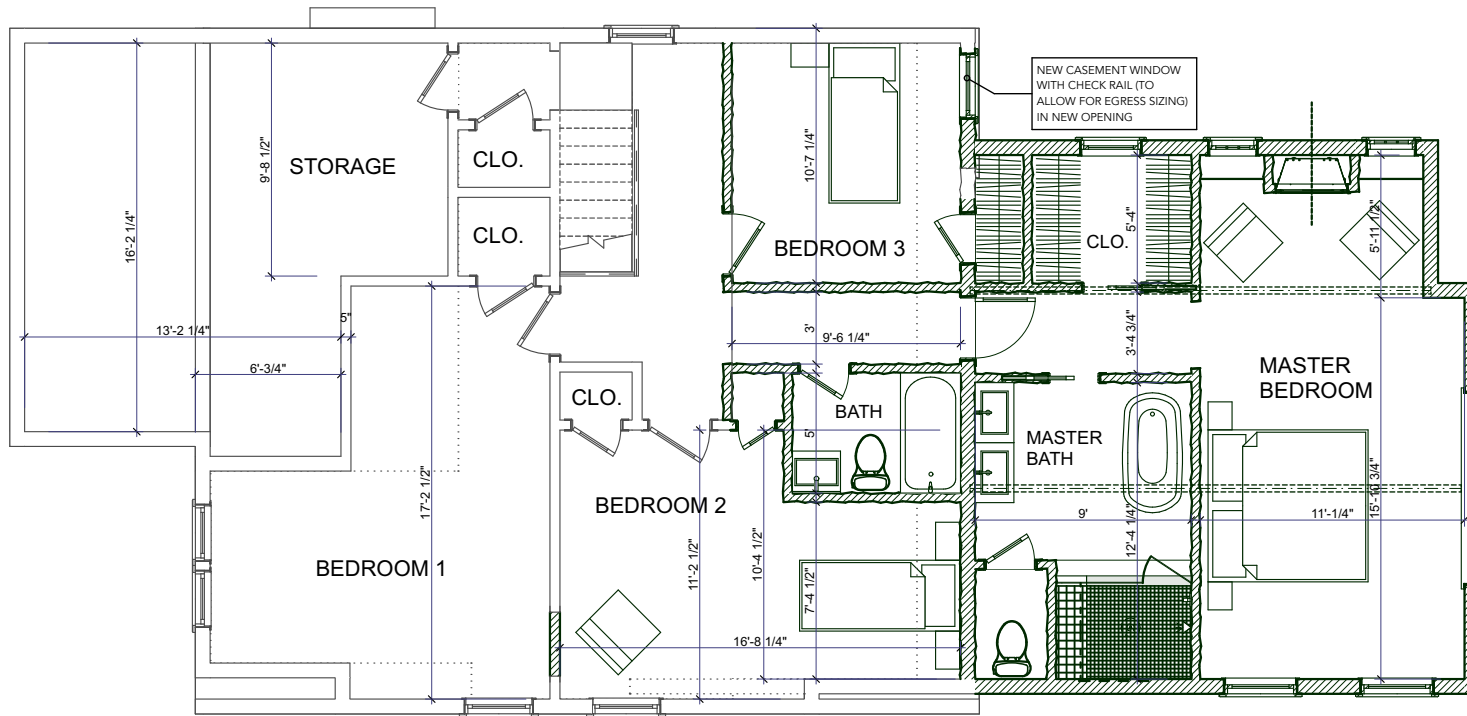 NEW CASEMENT WINDOW
WITH CHECK RAIL (TO
ALLOW FOR EGRESS SIZING)
IN NEW OPENING
STORAGE
9'-8 1/2"
16'-2 1/4"
CLO.
CLO.
10'-7 1/4"
BEDROOM 3
CLO.
5'-4"
5'-11 1/2"
13'-2 1/4"
5"
6'-3/4"
3'
9'-6 1/4"
3'-4 3/4"
MASTER
BEDROOM
CLO.
BATH
5'
MASTER
BATH
17'-2 1/2"
BEDROOM 2
11'-2 1/2"
10'-4 1/2"
7'-4 1/2"
9'
12'-4 1/4"
11'-1/4"
15'-10 3/4"
BEDROOM 1
16'-8 1/4"